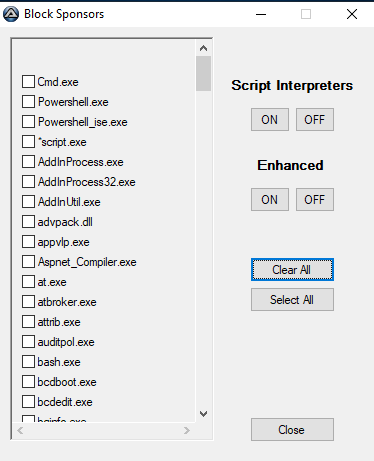 Block Sponsors
Cmd.exe
Powershell.exe
Powershell_ise.exe
*script.exe
AddInProcess.exe
AddInProcess32.exe
AddInUtil.exe
advpack.dll
appvlp.exe
Aspnet_Compiler.exe
at.exe
atbroker.exe
attrib.exe
auditpol.exe
bash.exe
bcdboot.exe
bcdedit.exe
bginfo.exe
Script Interpreters
ON OFF
Enhanced
ON OFF
Clear All
Select All
Close